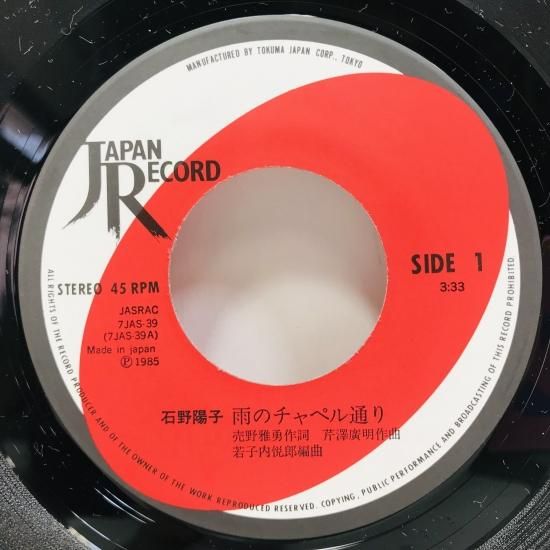 MANUFACTURED BY TOKUMA JAPAN CORP., TOKYO
JAPAN
RECORD
SIDE 1
3:33
STEREO 45 RPM
JASRAC
7JAS-39
(7JAS-39A)
Made in japan
Ⓟ1985
石野陽子 雨のチャペル通り
売野雅勇作詞 芹澤廣明作曲
若子内悦郎編曲
ALL RIGHTS OF THE RECORD PRODUCER AND OF THE OWNER OF THE WORK REPRODUCED RESERVED. COPYING, PUBLIC PERFORMANCE AND BROADCASTING OF THIS RECORD PROHIBITED.